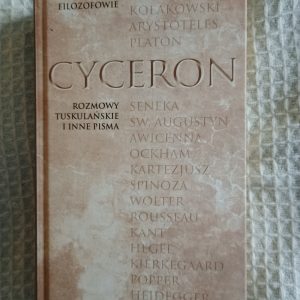 FILOZOFOWIE
KOŁAKOWSKI
ARYSTOTELES
PLATON
CYCERON
ROZMOWY
TUSKULAŃSKIE
I INNE PISMA
SENEKA
ŚW. AUGUSTYN
AWICENNA
OCKHAM
KARTEZJUSZ
SPINOZA
WOLTER
ROUSSEAU
KANT
HEGEL
KIERKEGAARD
POPPER
HEIDEGGER